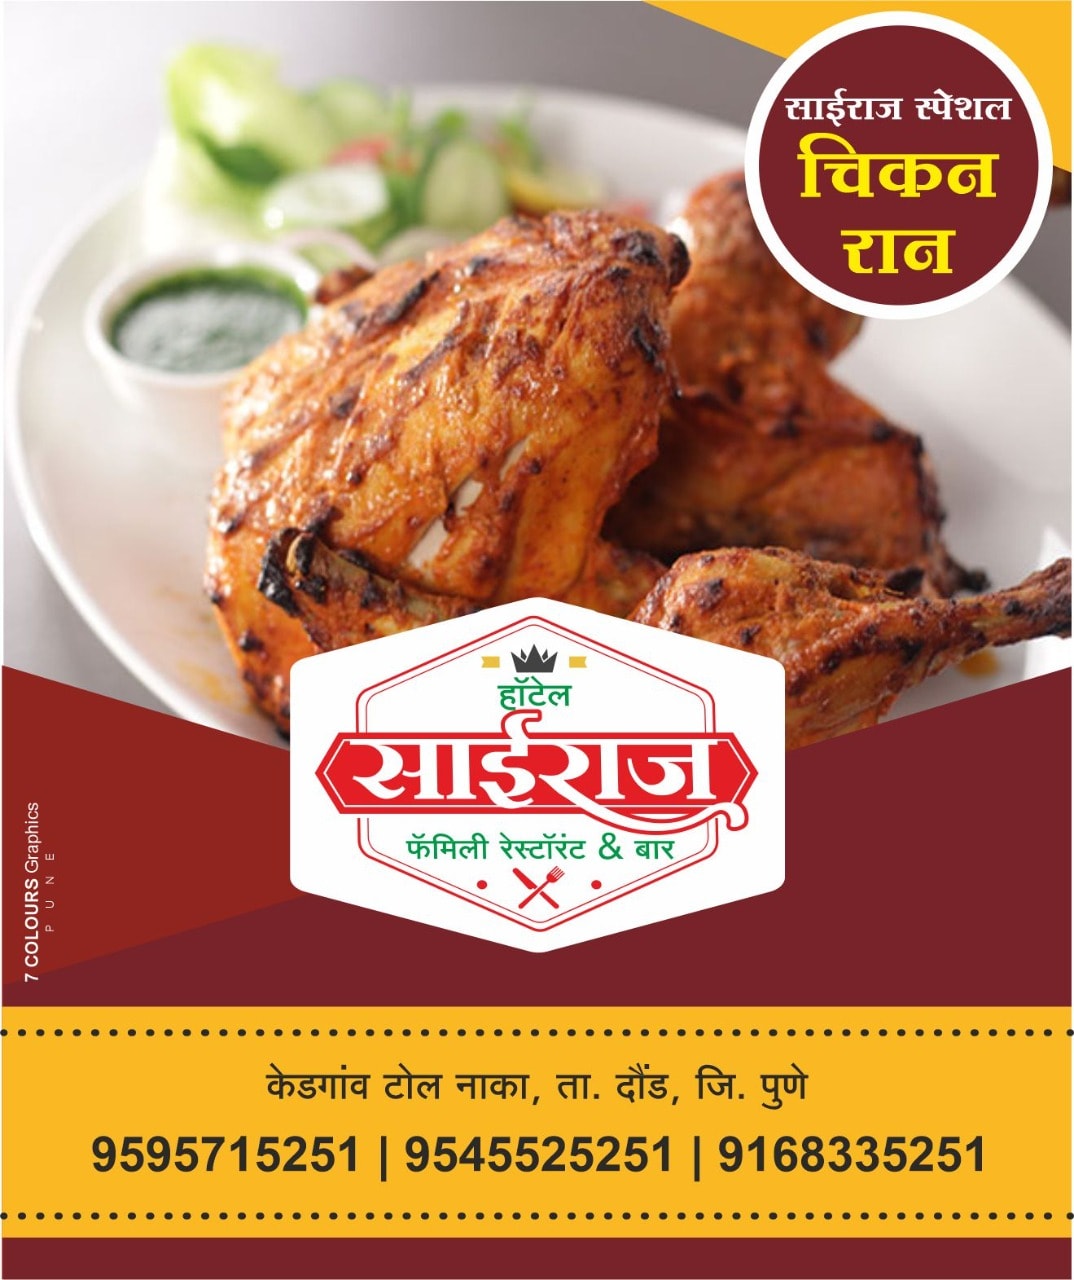 साईराज स्पेशल
चिकन
रान
हॉटेल
साईराज
फॅमिली रेस्टॉरंट & बार
7 COLOURS Graphics
PUNE
केडगांव टोल नाका, ता. दौंड, जि. पुणे
9595715251 | 9545525251 | 9168335251